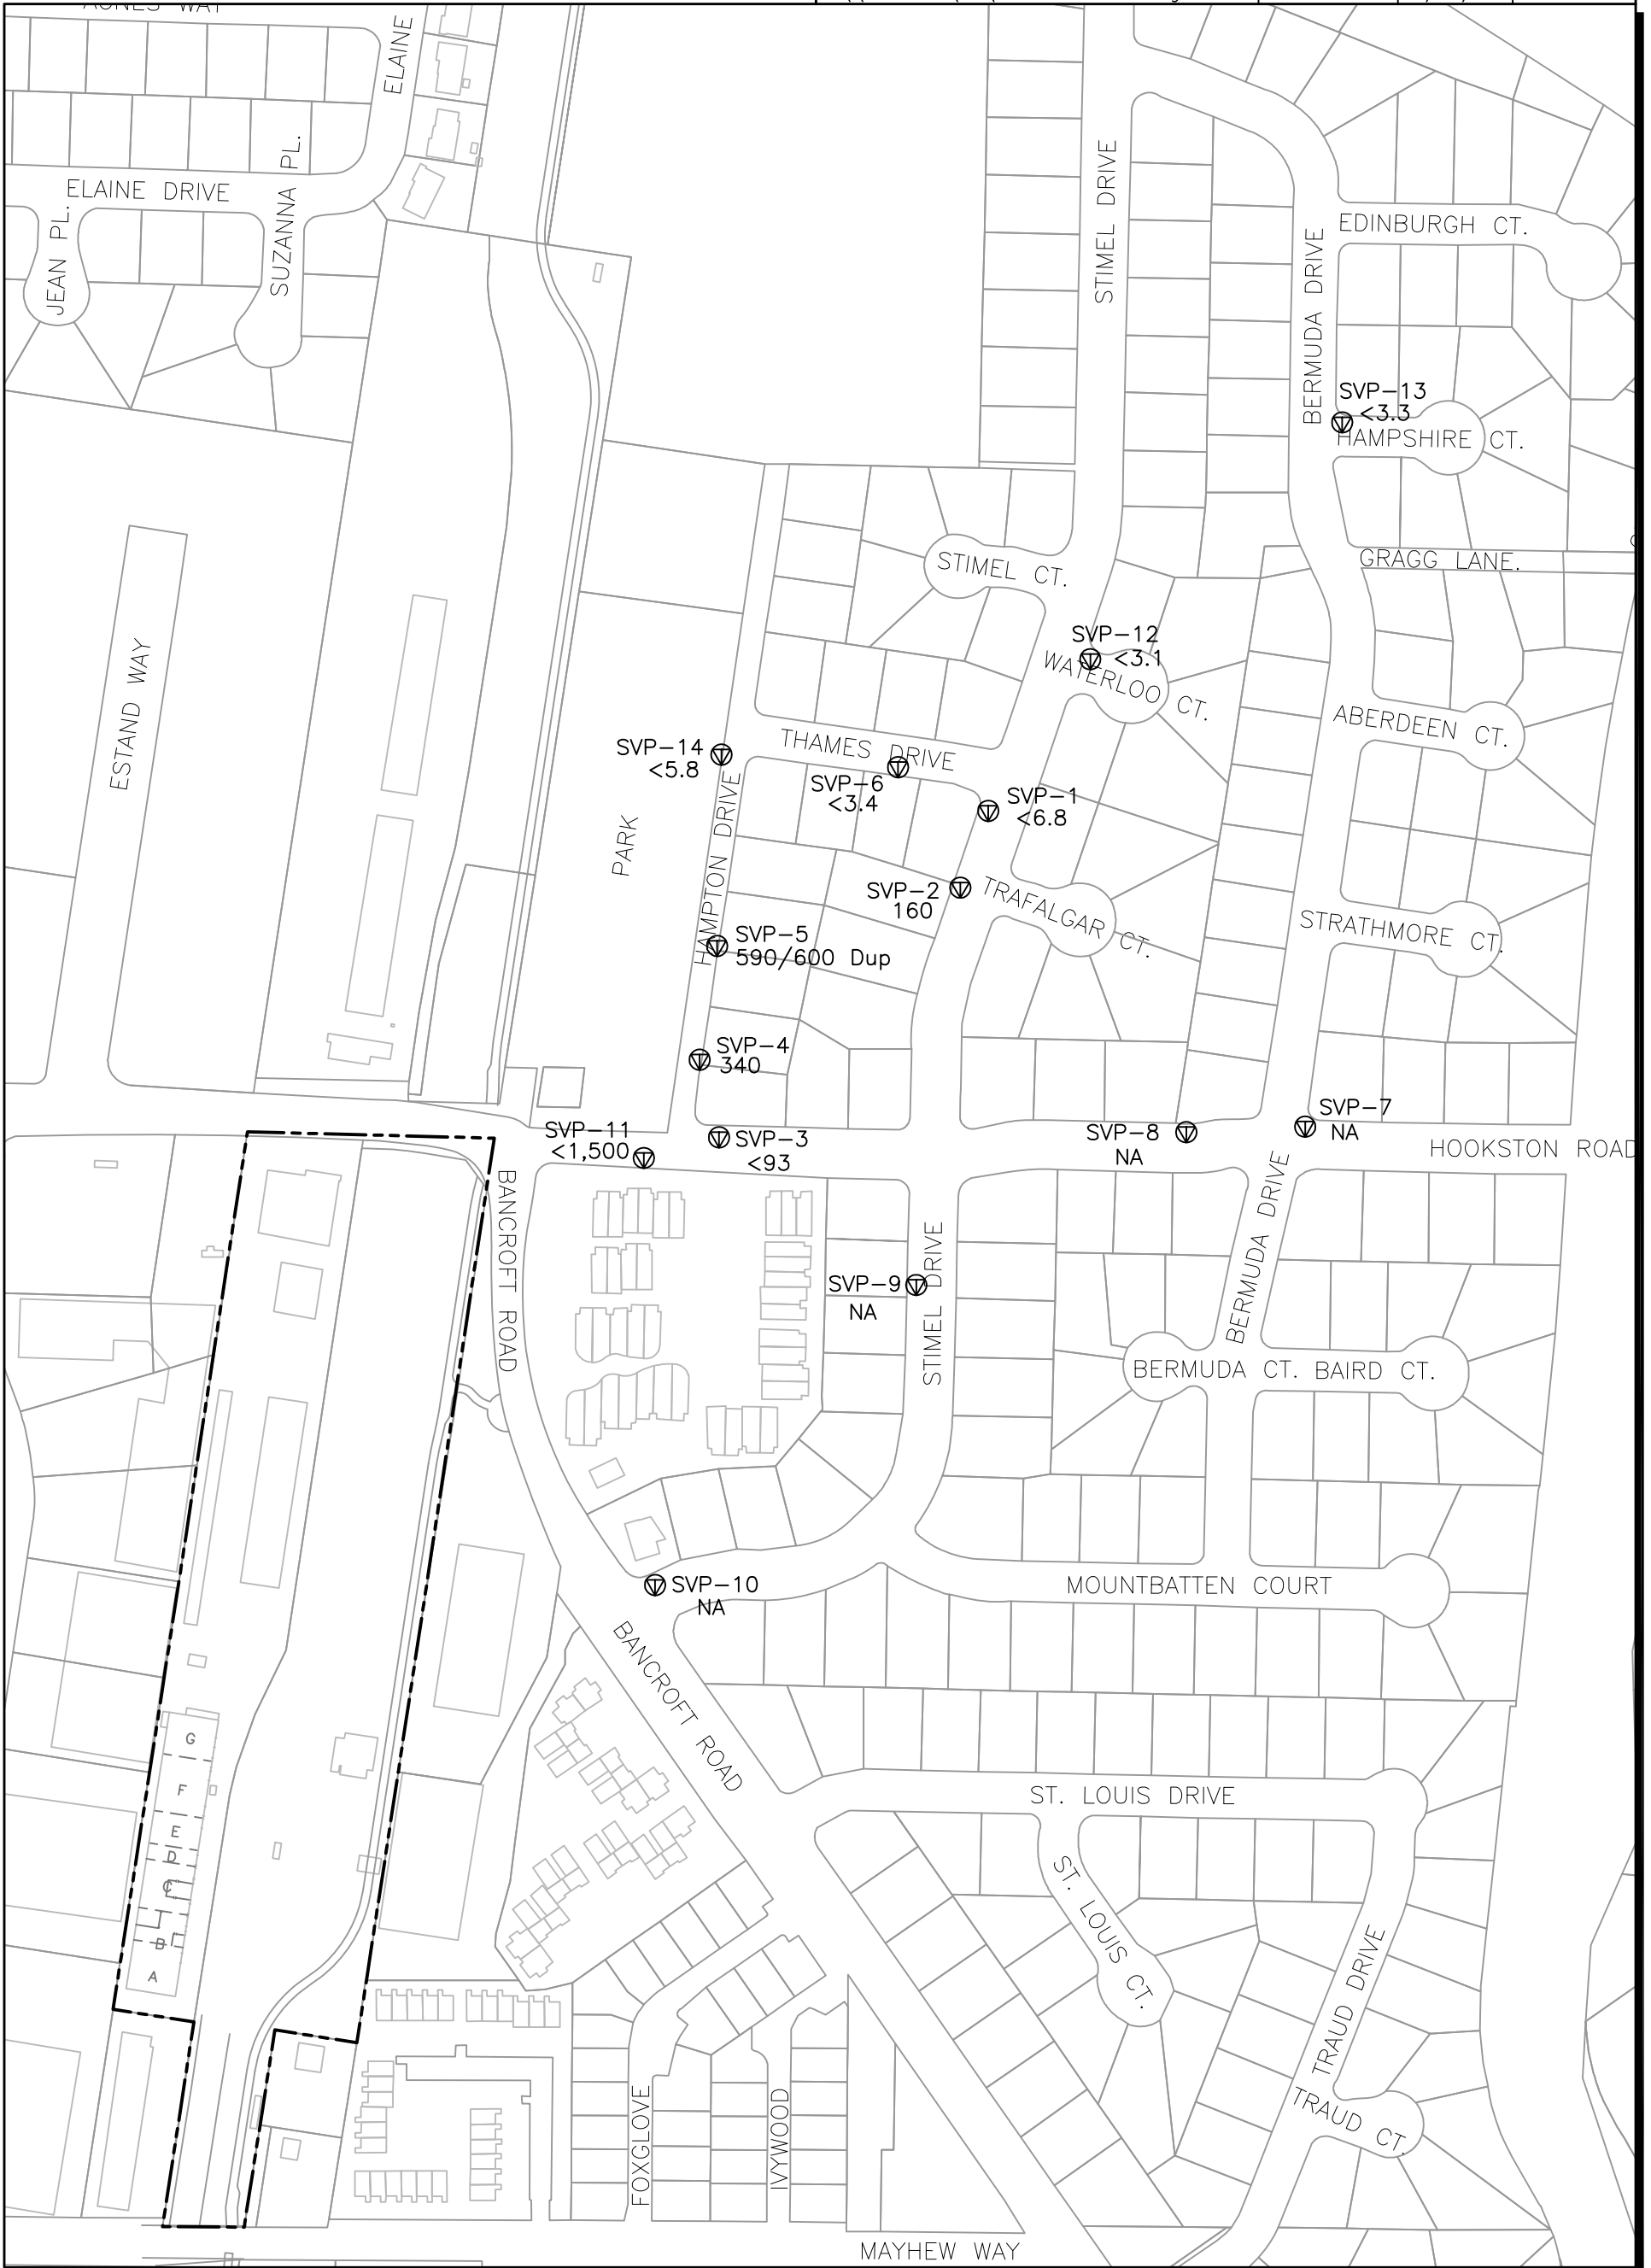 AGNES WAY
ELAINE
ELAINE DRIVE
JEAN PL.
SUZANNA PL.
STIMEL DRIVE
BERMUDA DRIVE
EDINBURGH CT.
SVP-13
<3.3
HAMPSHIRE CT.
GRAGG LANE.
STIMEL CT.
SVP-12
<3.1
WATERLOO CT.
ABERDEEN CT.
ESTAND WAY
THAMES DRIVE
SVP-14
<5.8
SVP-6
<3.4
SVP-1
<6.8
PARK
HAMPTON DRIVE
SVP-2
160
TRAFALGAR CT.
STRATHMORE CT.
SVP-5
590/600 Dup
SVP-4
340
SVP-11
<1,500
SVP-3
<93
SVP-8
NA
SVP-7
NA
HOOKSTON ROAD
BANCROFT ROAD
SVP-9
NA
STIMEL DRIVE
BERMUDA DRIVE
BERMUDA CT.
BAIRD CT.
SVP-10
NA
MOUNTBATTEN COURT
BANCROFT ROAD
G
F
E
D
C
B
A
ST. LOUIS DRIVE
ST. LOUIS CT.
TRAUD DRIVE
TRAUD CT.
FOXGLOVE
IVYWOOD
MAYHEW WAY